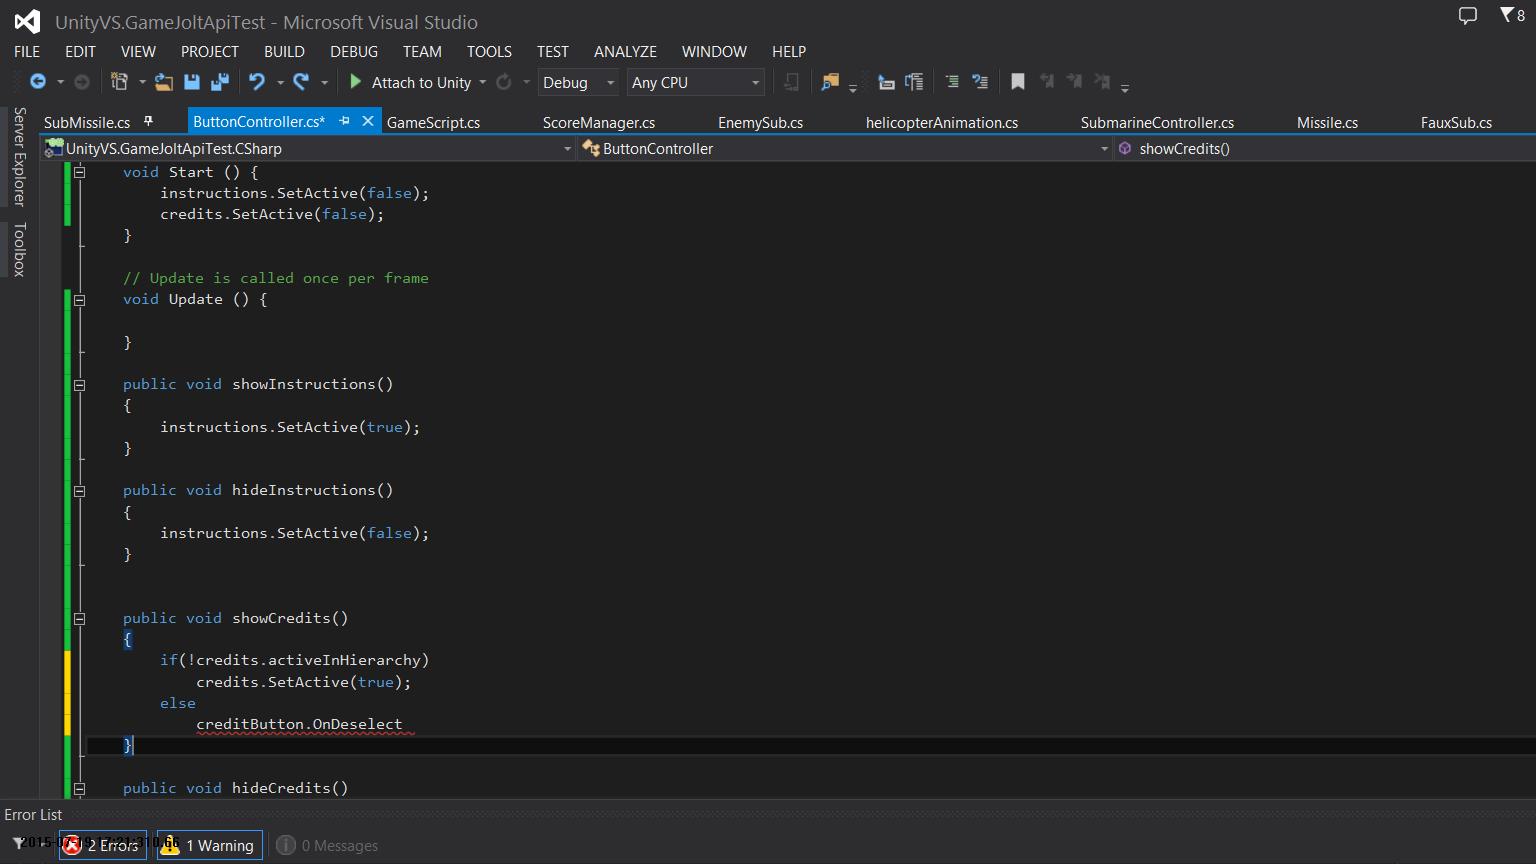 UnityVS.GameJoltApiTest - Microsoft Visual Studio
8
FILE EDIT VIEW PROJECT BUILD DEBUG TEAM TOOLS TEST ANALYZE WINDOW HELP
Attach to Unity Debug Any CPU
Server Explorer
Toolbox
SubMissile.cs ButtonController.cs* GameScript.cs ScoreManager.cs EnemySub.cs helicopterAnimation.cs SubmarineController.cs Missile.cs FauxSub.cs
UnityVS.GameJoltApiTest.CSharp ButtonController showCredits()
void Start () {
instructions.SetActive(false);
credits.SetActive(false);
}
// Update is called once per frame
void Update () {
}
public void showInstructions()
{
instructions.SetActive(true);
}
public void hideInstructions()
{
instructions.SetActive(false);
}
public void showCredits()
{
if(!credits.activeInHierarchy)
credits.SetActive(true);
else
creditButton.OnDeselect
}
public void hideCredits()
Error List
2 Errors 1 Warning 0 Messages